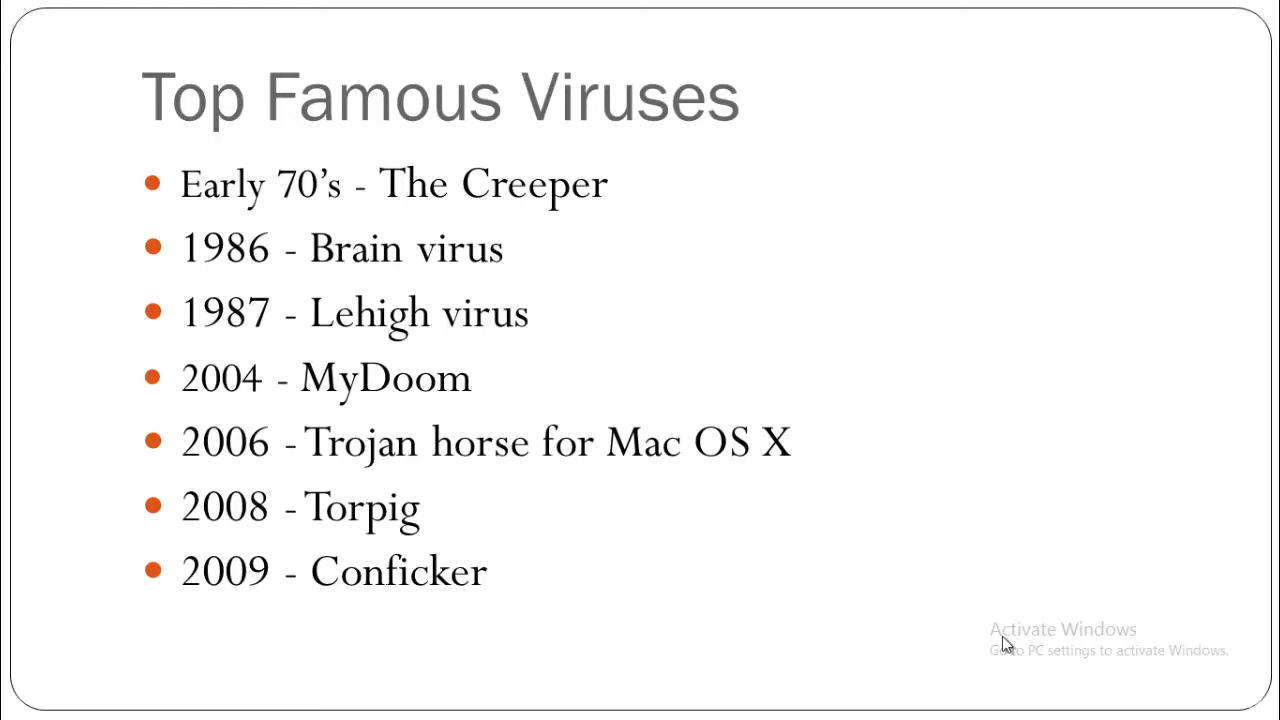 Top Famous Viruses
• Early 70’s - The Creeper
• 1986 - Brain virus
• 1987 - Lehigh virus
• 2004 - MyDoom
• 2006 - Trojan horse for Mac OS X
• 2008 - Torpig
• 2009 - Conficker
Activate Windows
Go to PC settings to activate Windows.